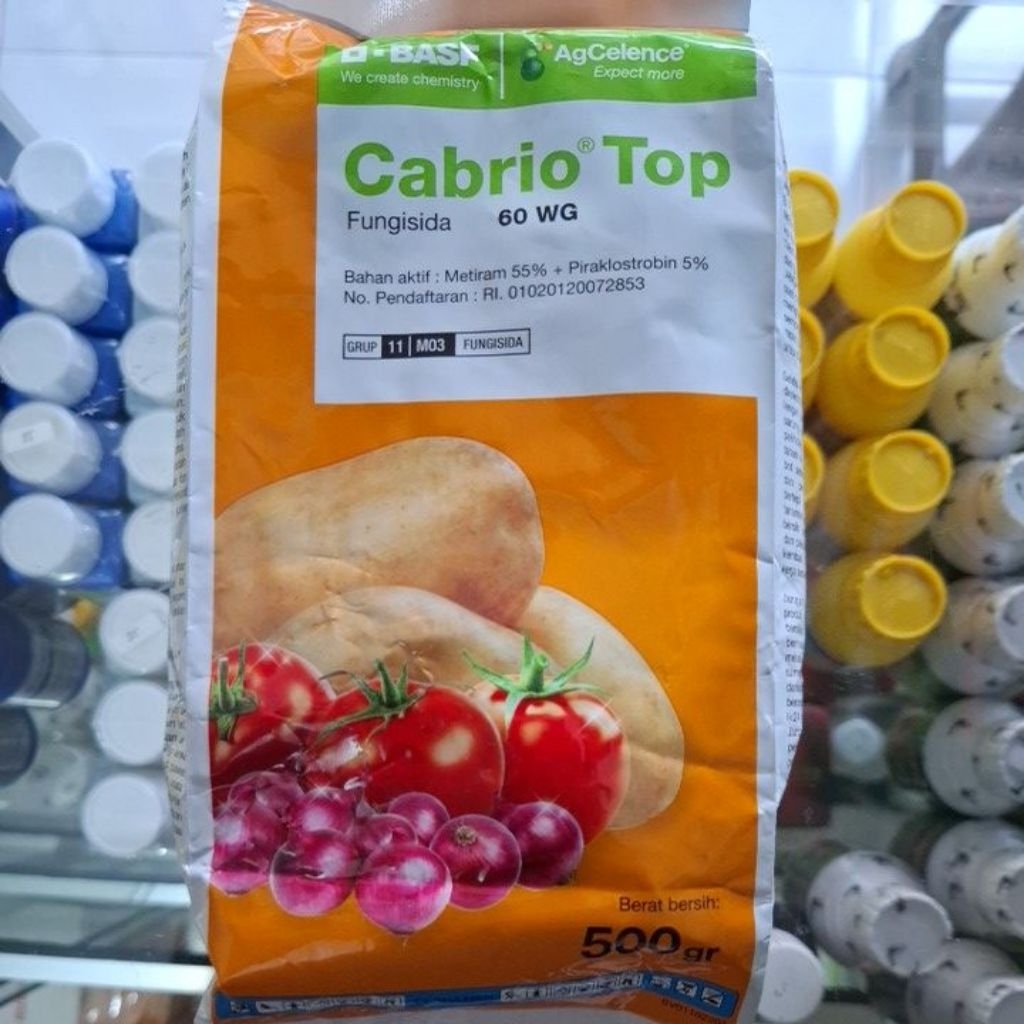 BASF
AgCelence®
We create chemistry
Expect more
Cabrio® Top
Fungisida 60 WG
Bahan aktif : Metiram 55% + Piraklostrobin 5%
No. Pendaftaran : RI. 01020120072853
GRUP 11 M03 FUNGISIDA
Berat bersih:
500gr